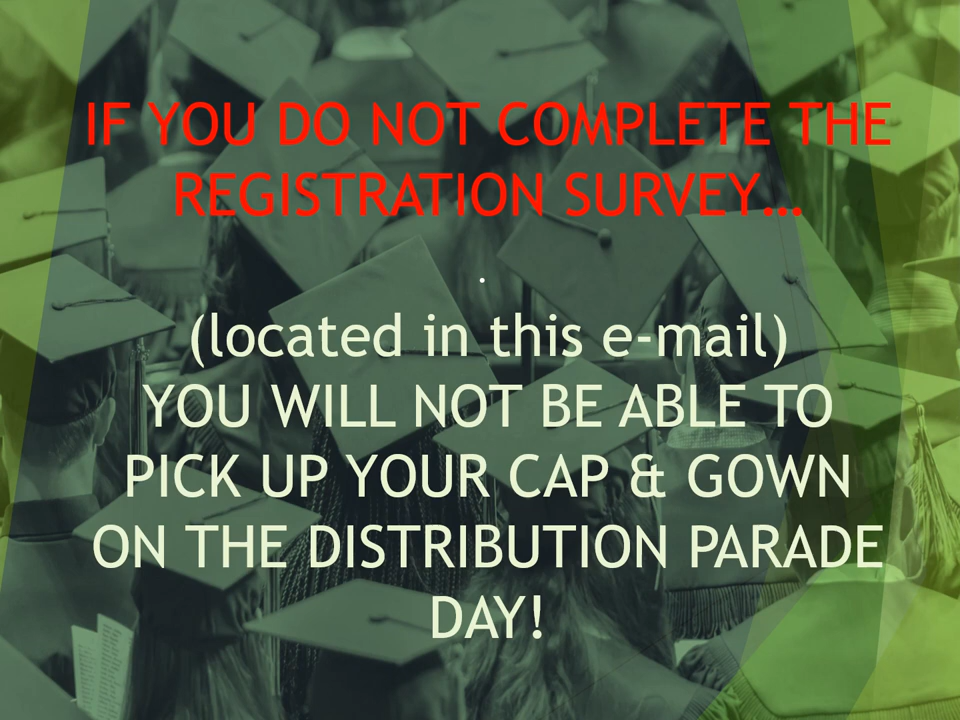 IF YOU DO NOT COMPLETE THE
REGISTRATION SURVEY…
.
(located in this e-mail)
YOU WILL NOT BE ABLE TO
PICK UP YOUR CAP & GOWN
ON THE DISTRIBUTION PARADE
DAY!